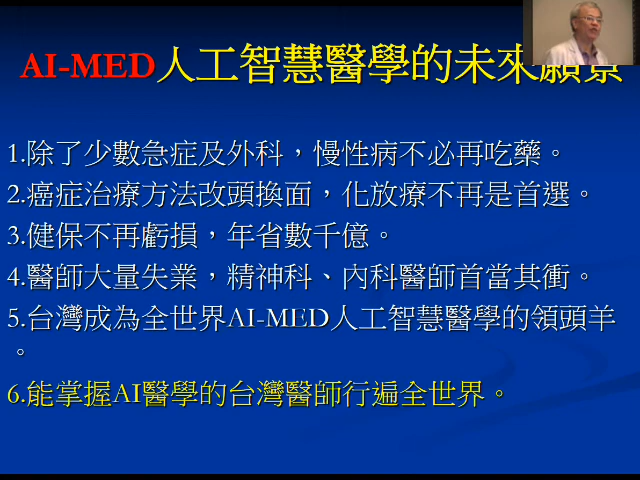 AI-MED人工智慧醫學的未來願景
1.除了少數急症及外科，慢性病不必再吃藥。
2.癌症治療方法改頭換面，化放療不再是首選。
3.健保不再虧損，年省數千億。
4.醫師大量失業，精神科、內科醫師首當其衝。
5.台灣成為全世界AI-MED人工智慧醫學的領頭羊
。
6.能掌握AI醫學的台灣醫師行遍全世界。